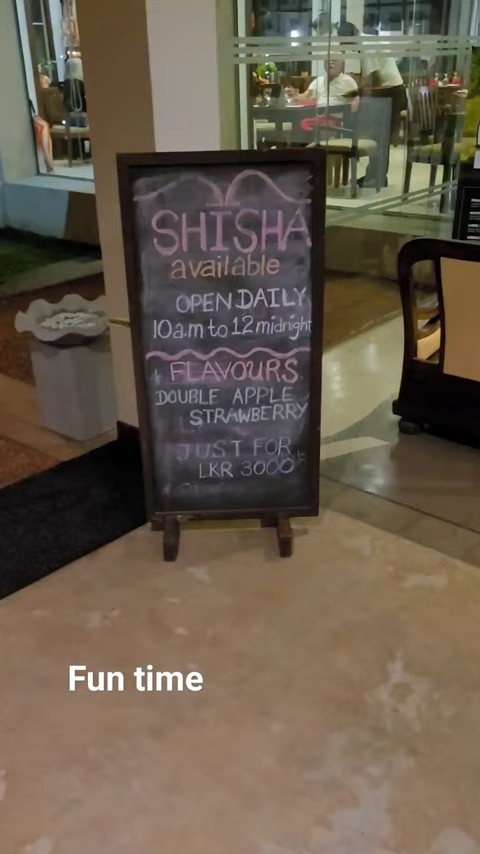 SHISHA
available
OPEN DAILY
10a.m to 12 midnight
FLAVOURS
DOUBLE APPLE
STRAWBERRY
JUST FOR
LKR 3000
Fun time